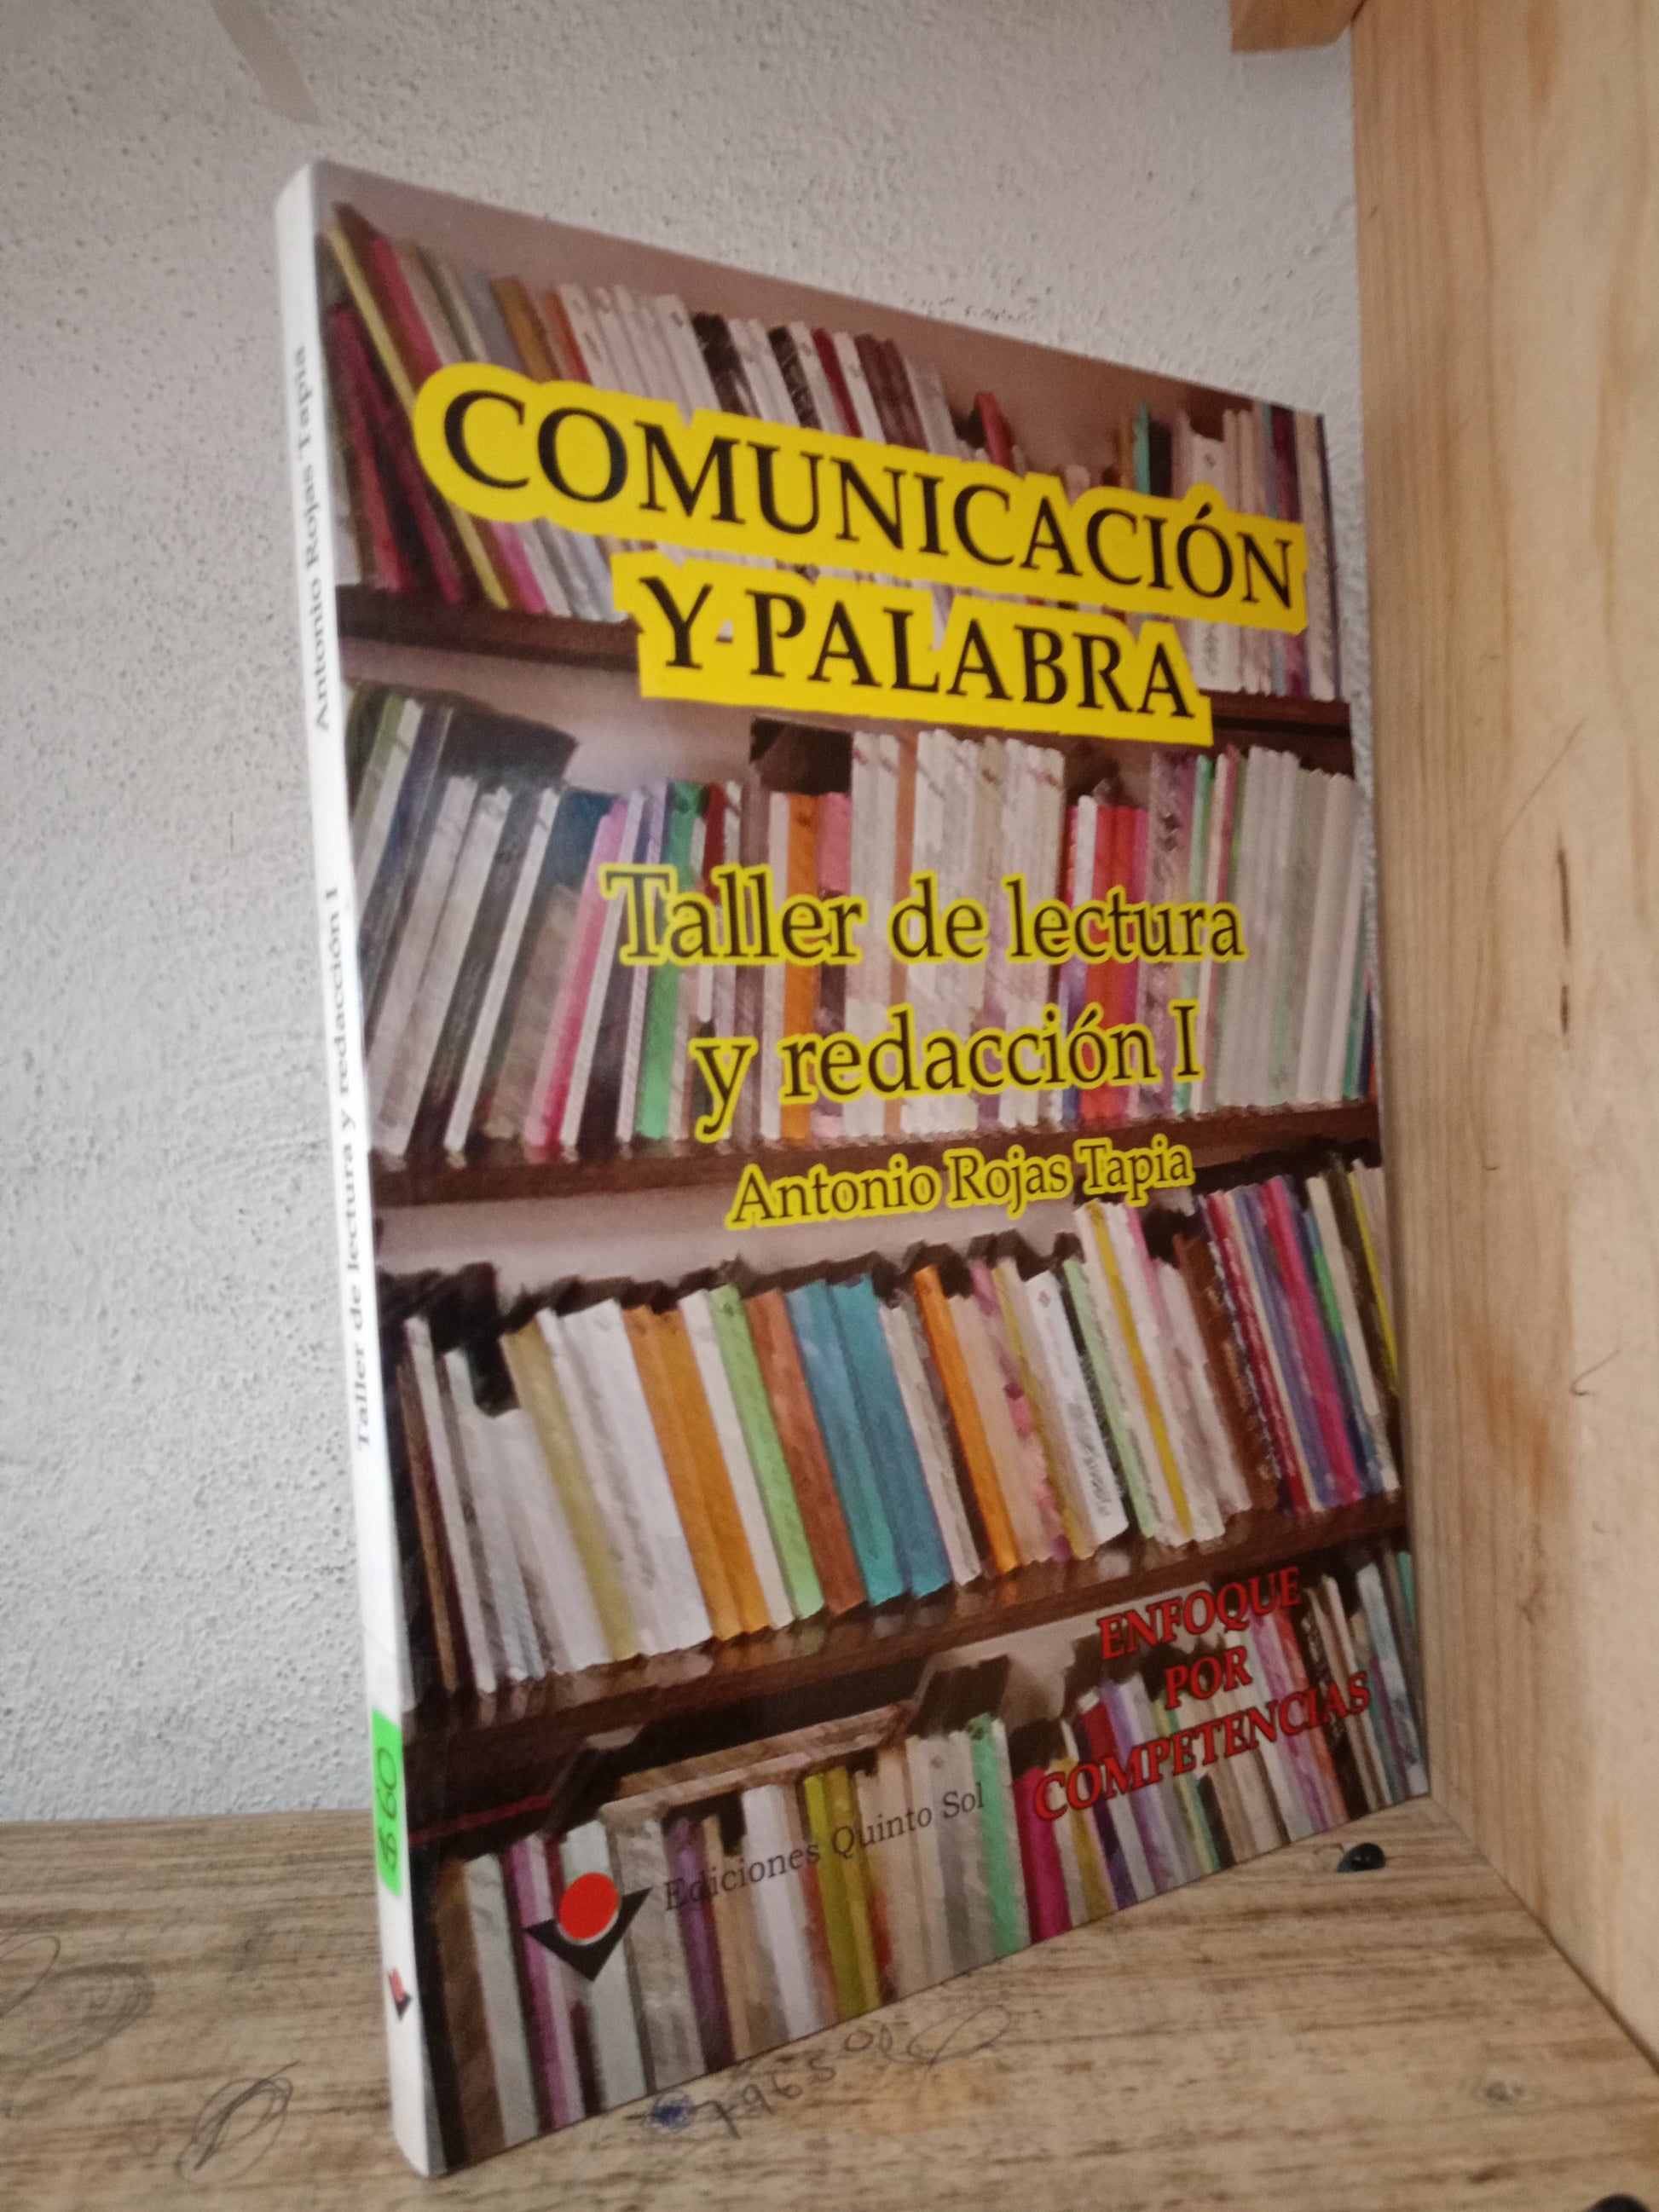 COMUNICACIÓN
Y PALABRA
Taller de lectura
y redacción I
Antonio Rojas Tapia
ENFOQUE
POR
COMPETENCIAS
Ediciones Quinto Sol
Antonio Rojas Tapia
Taller de lectura y redacción I
$60